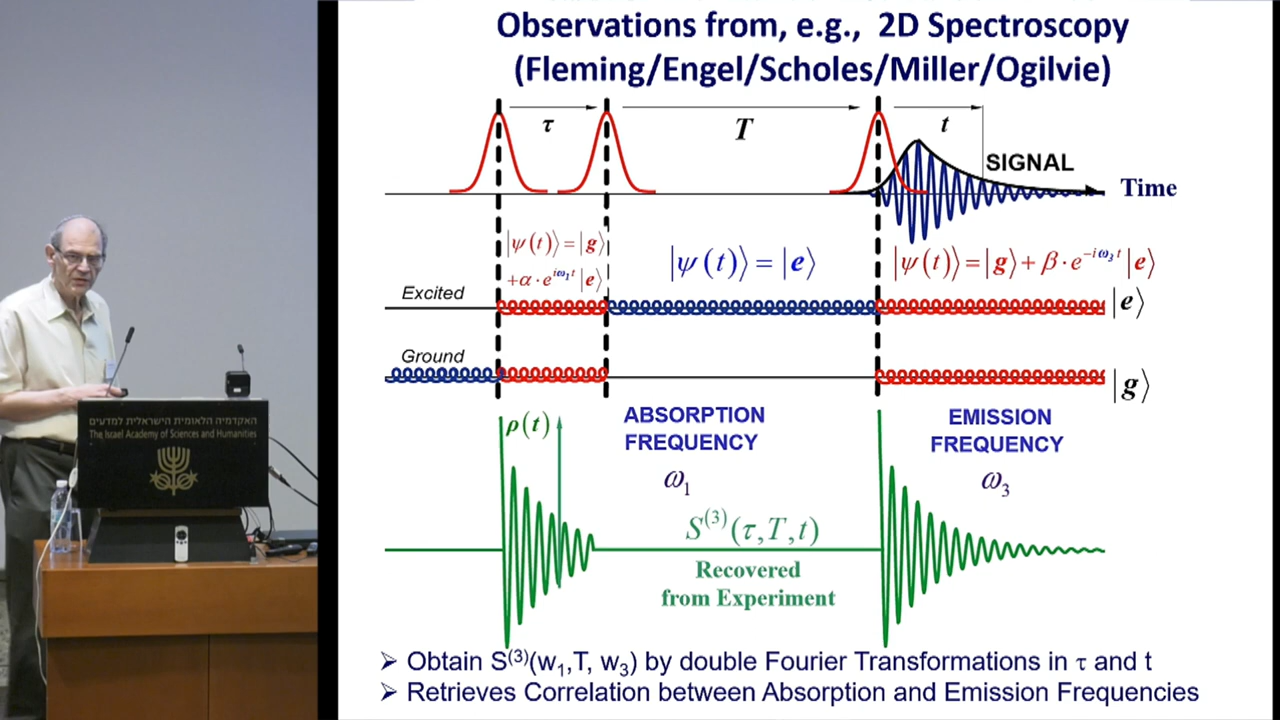 Observations from, e.g., 2D Spectroscopy
(Fleming/Engel/Scholes/Miller/Ogilvie)
τ
T
t
SIGNAL
Time
|ψ(t)⟩=|g⟩
+α·e^{iω₁t}|e⟩
|ψ(t)⟩=|e⟩
|ψ(t)⟩=|g⟩+β·e^{-iω₃t}|e⟩
Excited
|e⟩
Ground
|g⟩
ρ(t)
ABSORPTION
FREQUENCY
ω₁
EMISSION
FREQUENCY
ω₃
S⁽³⁾(τ,T,t)
Recovered
from Experiment
➢ Obtain S⁽³⁾(w₁,T, w₃) by double Fourier Transformations in τ and t
➢ Retrieves Correlation between Absorption and Emission Frequencies
האקדמיה הלאומית הישראלית למדעים
The Israel Academy of Sciences and Humanities